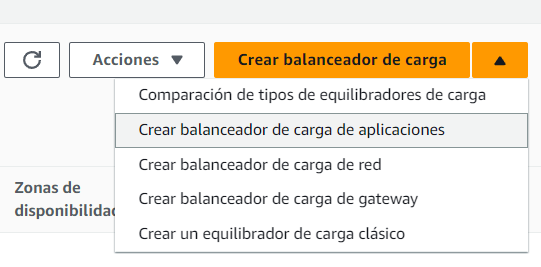 Acciones
Crear balanceador de carga
Comparación de tipos de equilibradores de carga
Crear balanceador de carga de aplicaciones
Crear balanceador de carga de red
Crear balanceador de carga de gateway
Crear un equilibrador de carga clásico
Zonas de